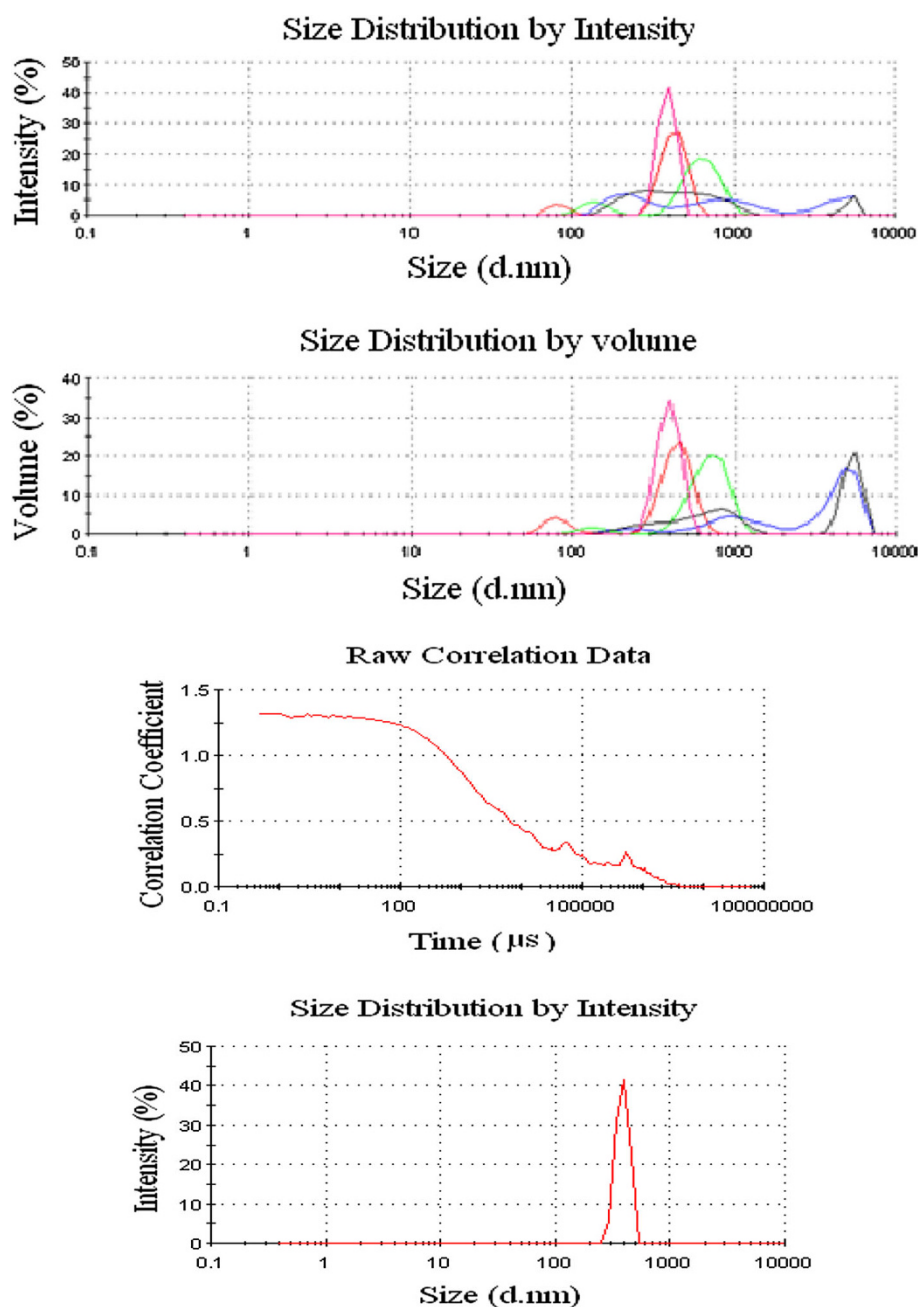 Size Distribution by Intensity
50
40
30
20
10
0
Intensity (%)
0.1 1 10 100 1000 10000
Size (d.nm)
Size Distribution by volume
40
30
20
10
0
Volume (%)
0.1 1 10 100 1000 10000
Size (d.nm)
Raw Correlation Data
1.5
1.0
0.5
0.0
Correlation Coefficient
0.1 100 100000 100000000
Time (μs)
Size Distribution by Intensity
50
40
30
20
10
0
Intensity (%)
0.1 1 10 100 1000 10000
Size (d.nm)